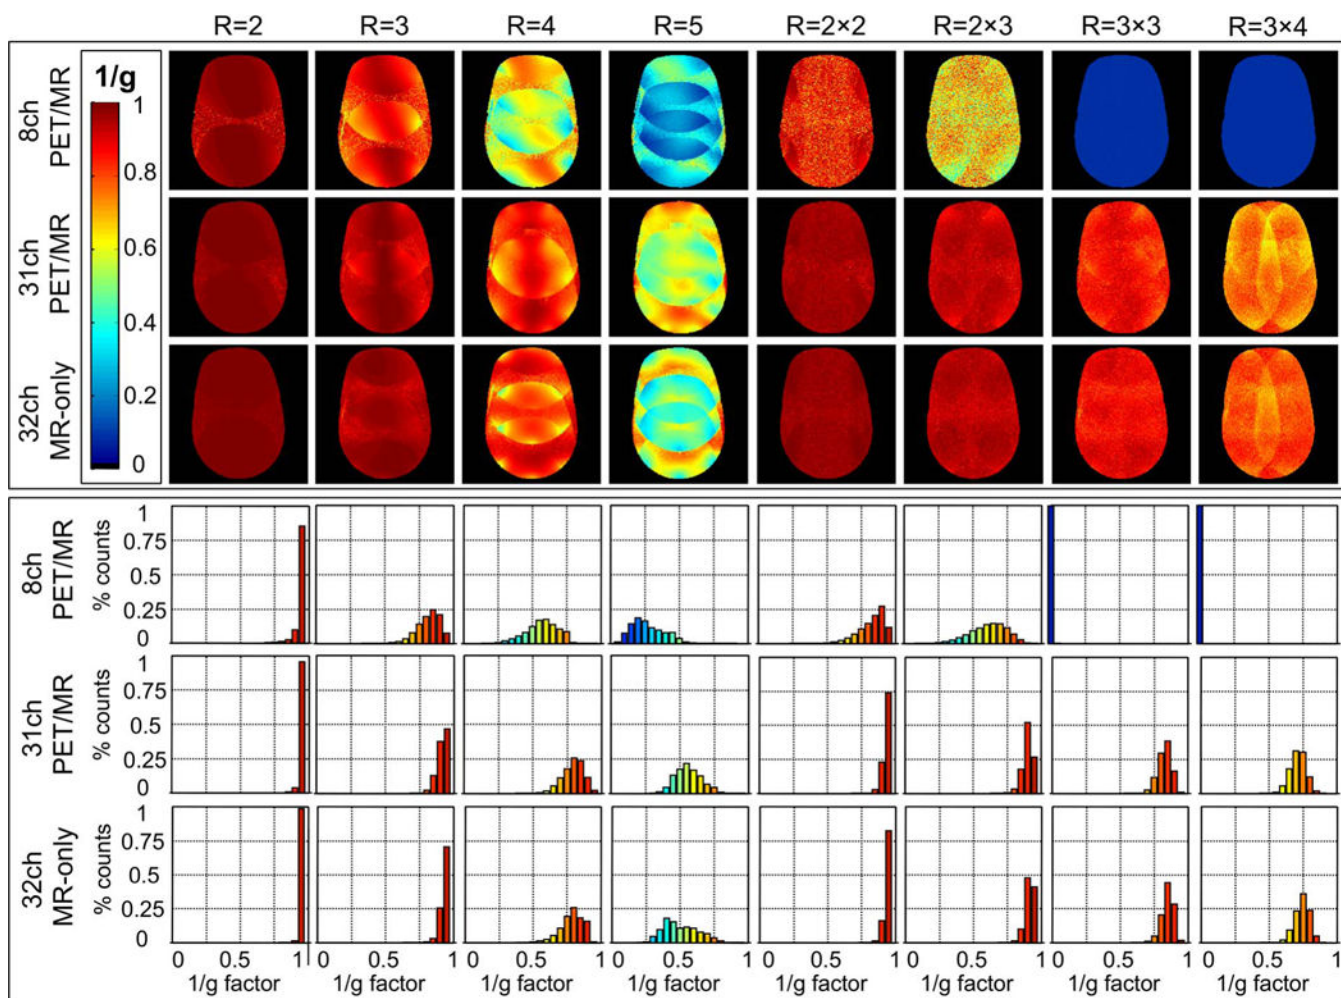 R=2 R=3 R=4 R=5 R=2×2 R=2×3 R=3×3 R=3×4
1/g
1
0.8
0.6
0.4
0.2
0
8ch
PET/MR
31ch
PET/MR
32ch
MR-only
8ch
PET/MR
% counts
1
0.75
0.5
0.25
0
31ch
PET/MR
% counts
1
0.75
0.5
0.25
0
32ch
MR-only
% counts
1
0.75
0.5
0.25
0
0 0.5 1 0 0.5 1 0 0.5 1 0 0.5 1 0 0.5 1 0 0.5 1 0 0.5 1 0 0.5 1
1/g factor 1/g factor 1/g factor 1/g factor 1/g factor 1/g factor 1/g factor 1/g factor